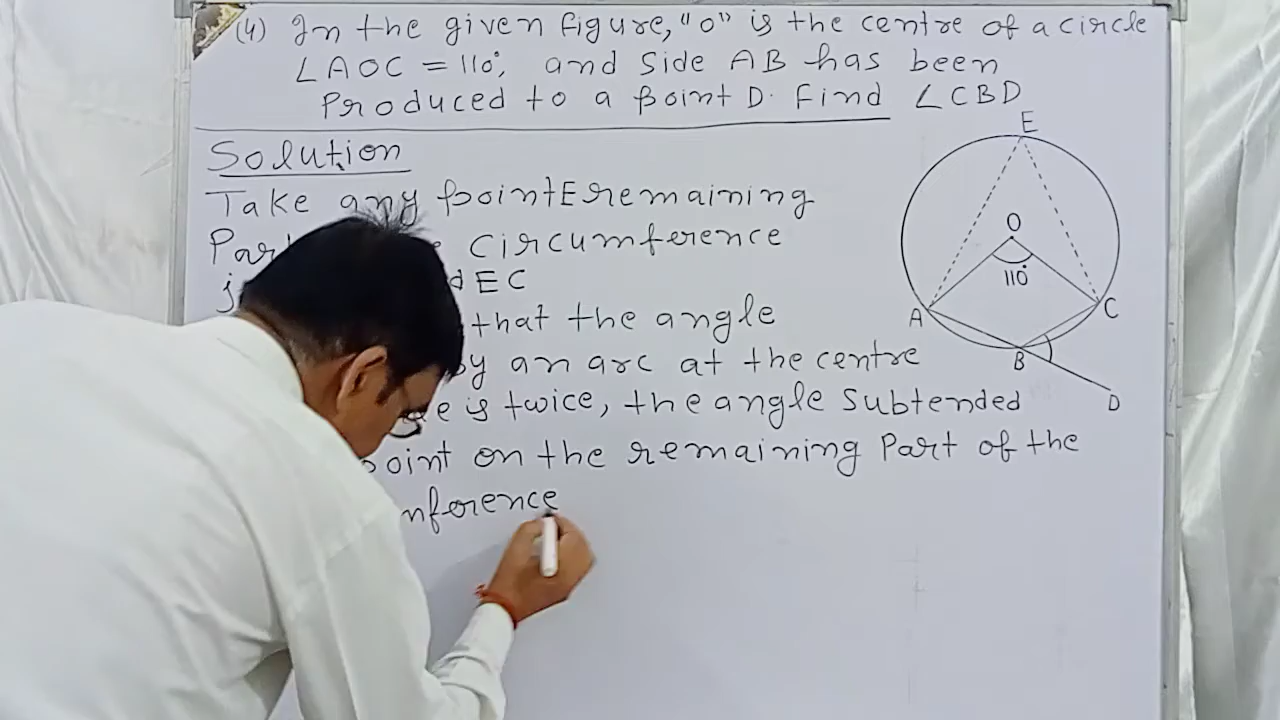 (4) In the given figure, "O" is the centre of a circle
∠AOC = 110°, and side AB has been
Produced to a point D. Find ∠CBD
Solution
Take any point E remaining
circumference
EC
that the angle
by an arc at the centre
is twice, the angle subtended
point on the remaining Part of the
E
O
110°
A
C
B
D